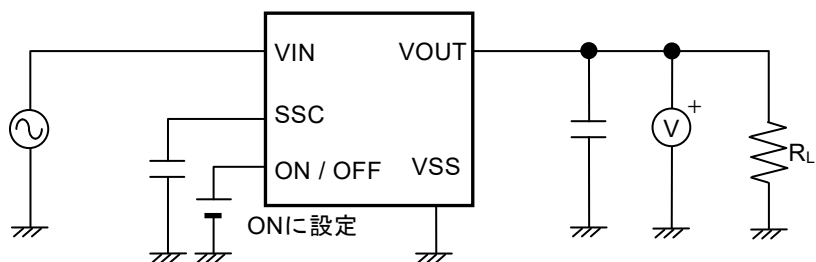 VIN
VOUT
SSC
ON / OFF
VSS
ONに設定
V
+
RL